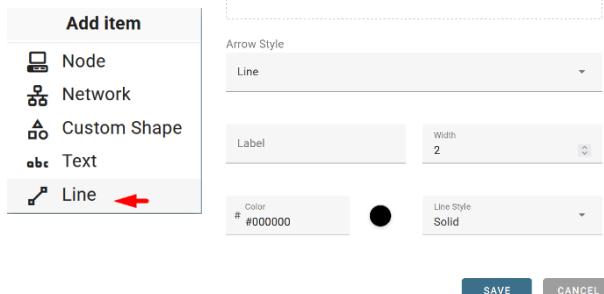 Add item
Node
Network
Custom Shape
abc Text
Line
Arrow Style
Line
Label
Width
2
Color
# #000000
Line Style
Solid
SAVE CANCEL